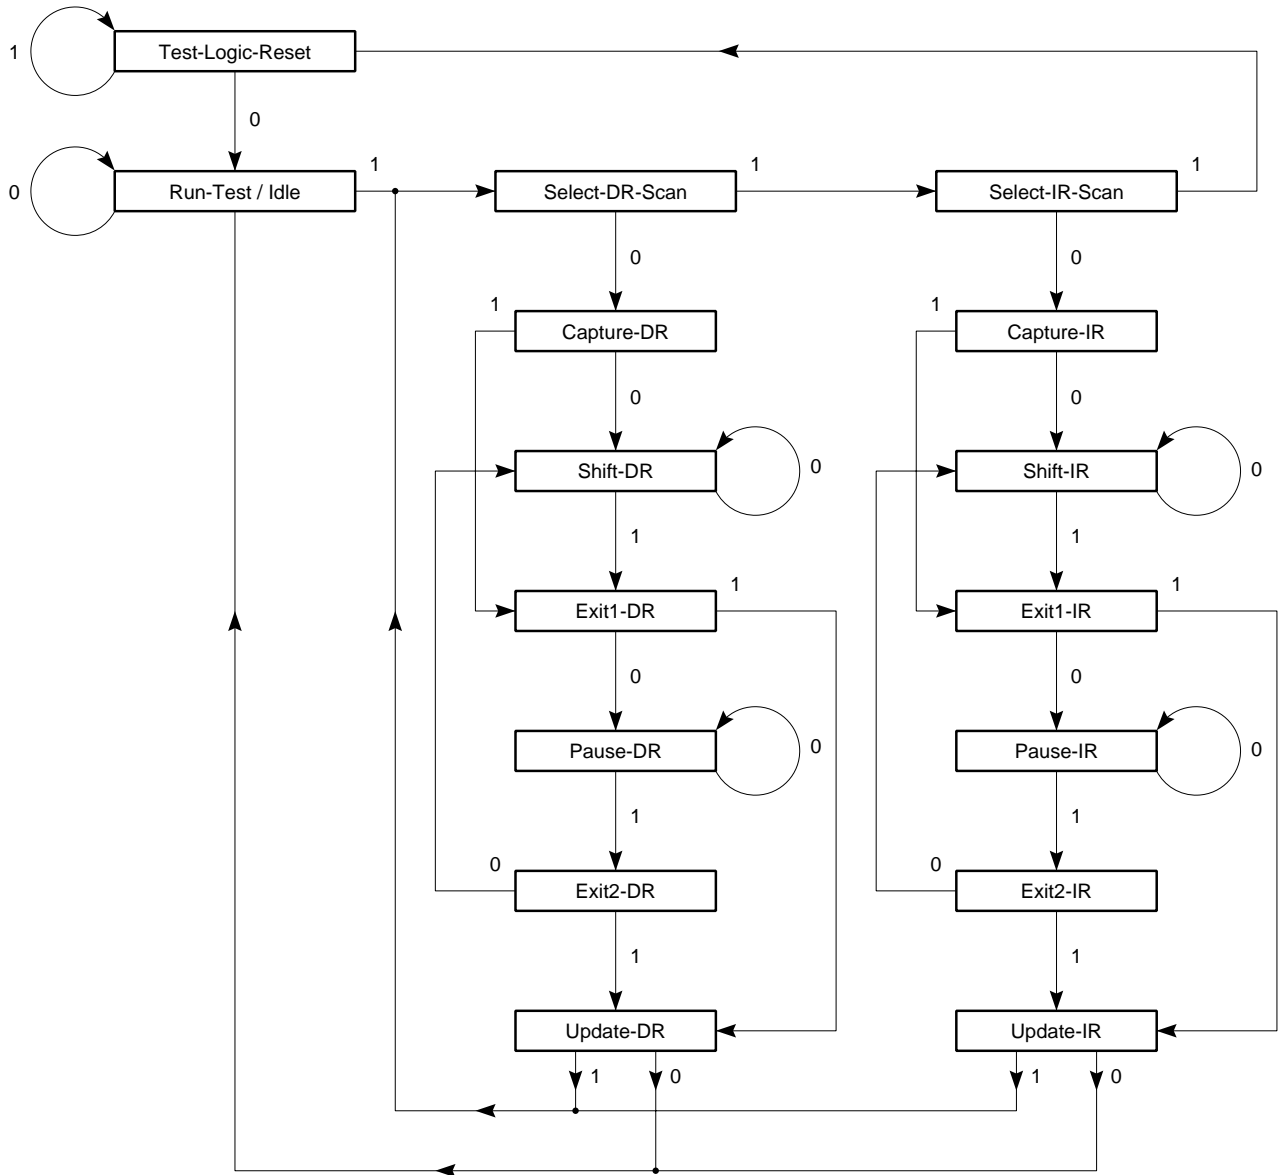 1
Test-Logic-Reset
0
0
Run-Test / Idle
1
Select-DR-Scan
1
Select-IR-Scan
1
0
0
1
Capture-DR
1
Capture-IR
0
0
Shift-DR
0
Shift-IR
0
1
1
Exit1-DR
1
Exit1-IR
1
0
0
Pause-DR
0
Pause-IR
0
1
1
0
Exit2-DR
0
Exit2-IR
1
1
Update-DR
Update-IR
1
0
1
0